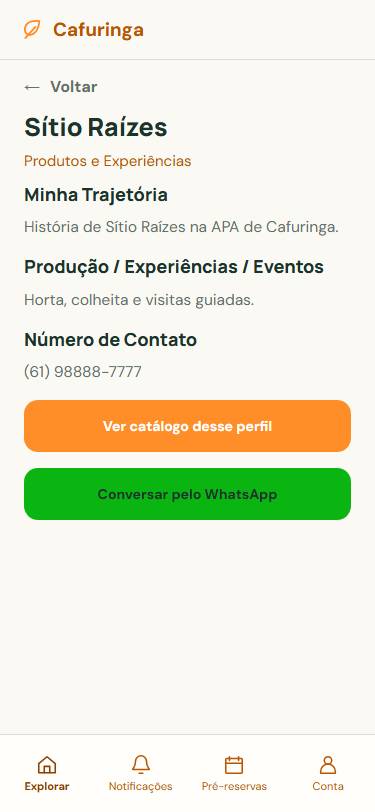 Cafuringa
← Voltar
Sítio Raízes
Produtos e Experiências
Minha Trajetória
História de Sítio Raízes na APA de Cafuringa.
Produção / Experiências / Eventos
Horta, colheita e visitas guiadas.
Número de Contato
(61) 98888-7777
Ver catálogo desse perfil
Conversar pelo WhatsApp
Explorar Notificações Pré-reservas Conta